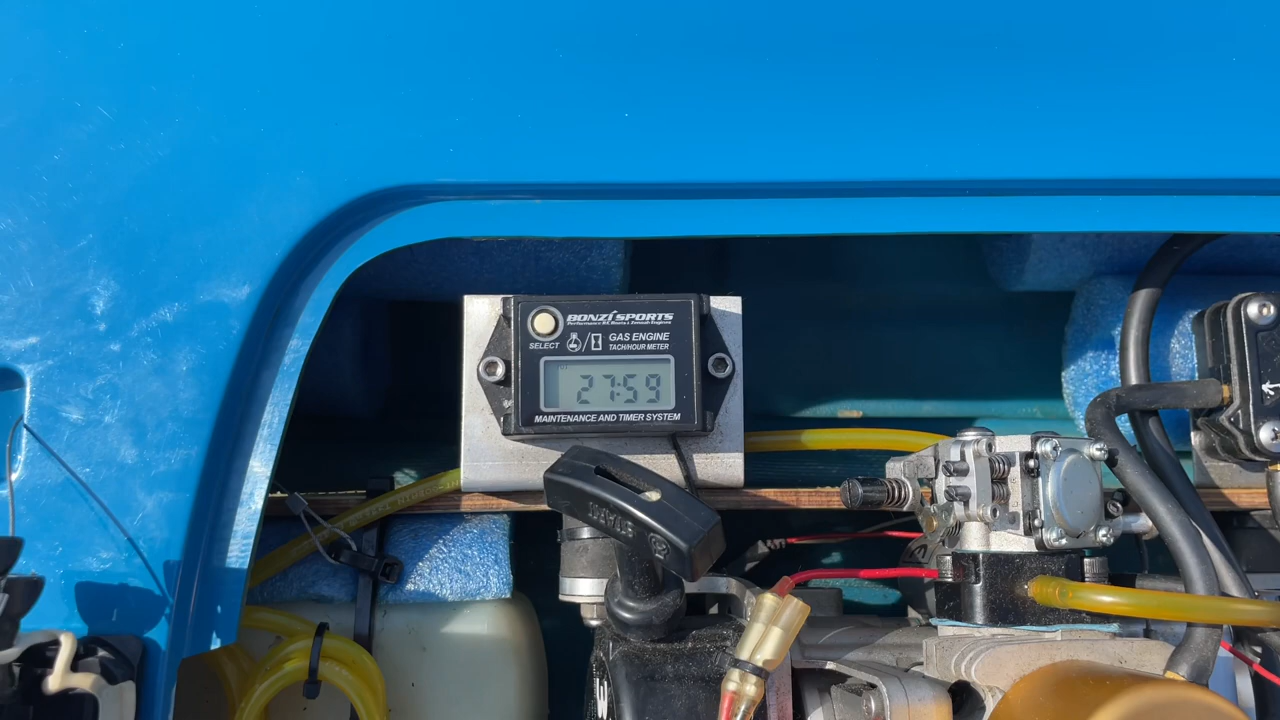 BONZI SPORTS
Performance R/C Boats & Zenoah Engines
SELECT
GAS ENGINE
TACH/HOUR METER
27:59
MAINTENANCE AND TIMER SYSTEM
START